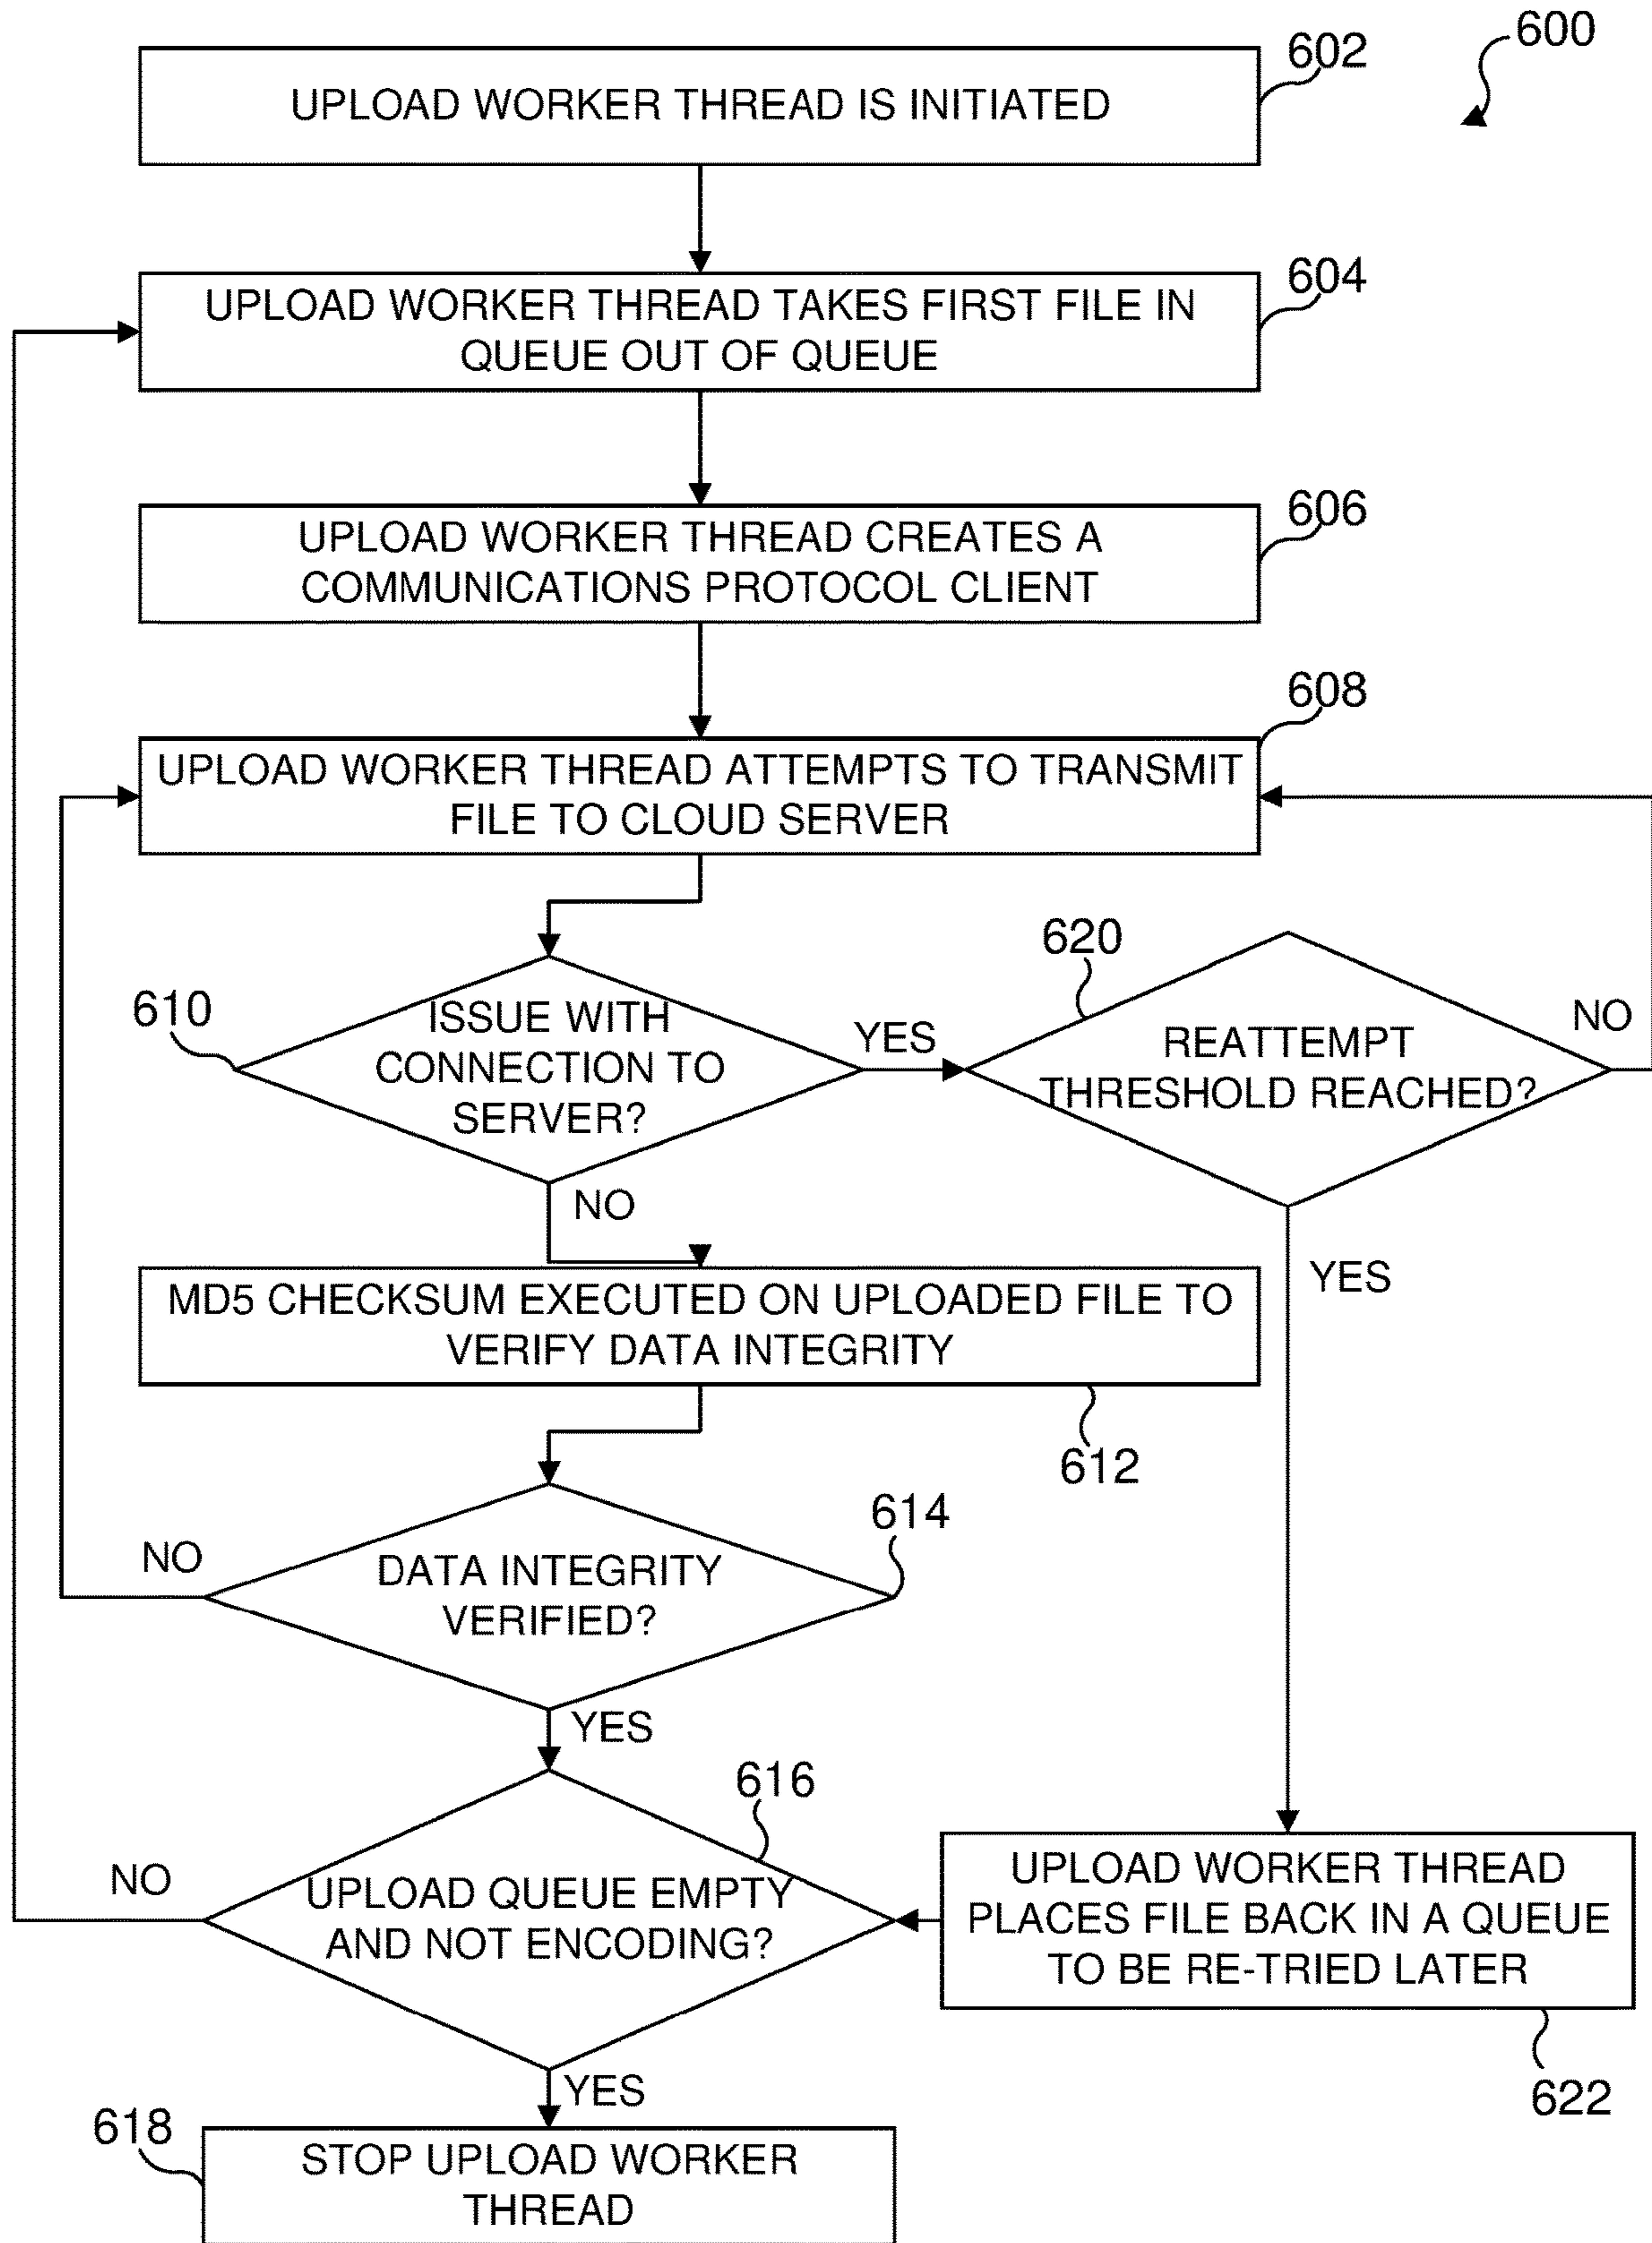 600
602
UPLOAD WORKER THREAD IS INITIATED
604
UPLOAD WORKER THREAD TAKES FIRST FILE IN
QUEUE OUT OF QUEUE
606
UPLOAD WORKER THREAD CREATES A
COMMUNICATIONS PROTOCOL CLIENT
608
UPLOAD WORKER THREAD ATTEMPTS TO TRANSMIT
FILE TO CLOUD SERVER
610
ISSUE WITH
CONNECTION TO
SERVER?
YES
620
REATTEMPT
THRESHOLD REACHED?
NO
NO
YES
MD5 CHECKSUM EXECUTED ON UPLOADED FILE TO
VERIFY DATA INTEGRITY
612
614
NO
DATA INTEGRITY
VERIFIED?
YES
616
NO
UPLOAD QUEUE EMPTY
AND NOT ENCODING?
UPLOAD WORKER THREAD
PLACES FILE BACK IN A QUEUE
TO BE RE-TRIED LATER
622
YES
618
STOP UPLOAD WORKER
THREAD